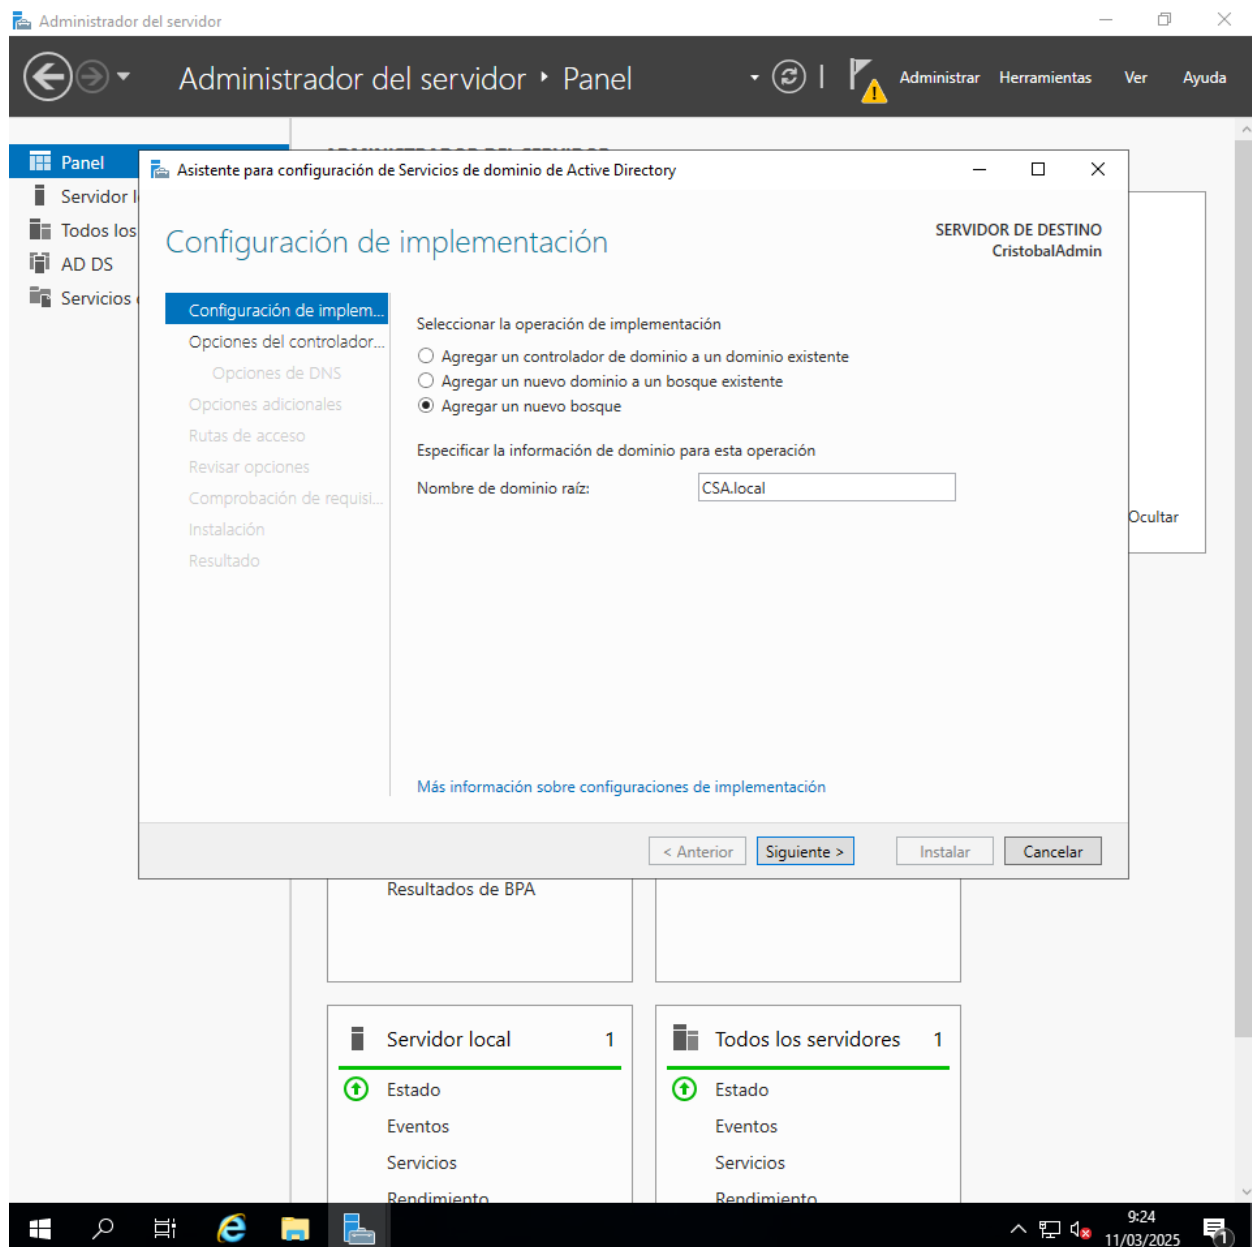 Administrador del servidor
Administrador del servidor ‣ Panel
Administrar Herramientas Ver Ayuda
Panel
Servidor l
Todos los
AD DS
Servicios
Asistente para configuración de Servicios de dominio de Active Directory
Configuración de implementación
SERVIDOR DE DESTINO
CristobalAdmin
Configuración de implem...
Opciones del controlador...
Opciones de DNS
Opciones adicionales
Rutas de acceso
Revisar opciones
Comprobación de requisi...
Instalación
Resultado
Seleccionar la operación de implementación
Agregar un controlador de dominio a un dominio existente
Agregar un nuevo dominio a un bosque existente
Agregar un nuevo bosque
Especificar la información de dominio para esta operación
Nombre de dominio raíz: CSA.local
Más información sobre configuraciones de implementación
< Anterior Siguiente > Instalar Cancelar
Ocultar
Resultados de BPA
Servidor local 1
Estado
Eventos
Servicios
Rendimiento
Todos los servidores 1
Estado
Eventos
Servicios
Rendimiento
9:24
11/03/2025
1